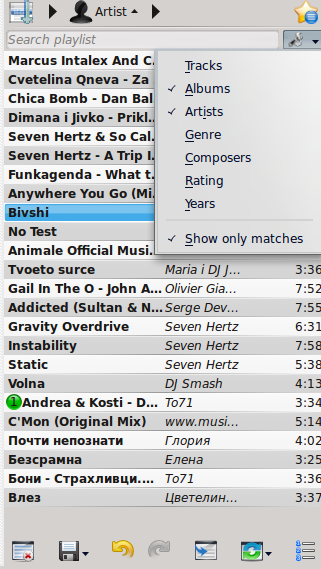 Artist
Search playlist
Marcus Intalex And C...
Cvetelina Qneva - Za
Chica Bomb - Dan Bal
Dimana i Jivko - Prikl
Seven Hertz & So Cal
Seven Hertz - A Trip I
Funkagenda - What t
Anywhere You Go (Mi
Bivshi
No Test
Animale Official Musi
Tracks
Albums
Artists
Genre
Composers
Rating
Years
Show only matches
Tvoeto surce Maria i DJ J... 3:36
Gail In The O - John A... Olivier Gia... 7:52
Addicted (Sultan & N... Serge Dev... 7:55
Gravity Overdrive Seven Hertz 3:36
Instability Seven Hertz 7:58
Static Seven Hertz 5:38
Volna DJ Smash 4:13
1 Andrea & Kosti - D... To71 3:34
C'Mon (Original Mix) www.musi... 5:14
Почти непознати Глория 4:02
Безсрамна Елена 3:25
Бони - Страхливци.... To71 3:36
Влез Цветелин... 3:37